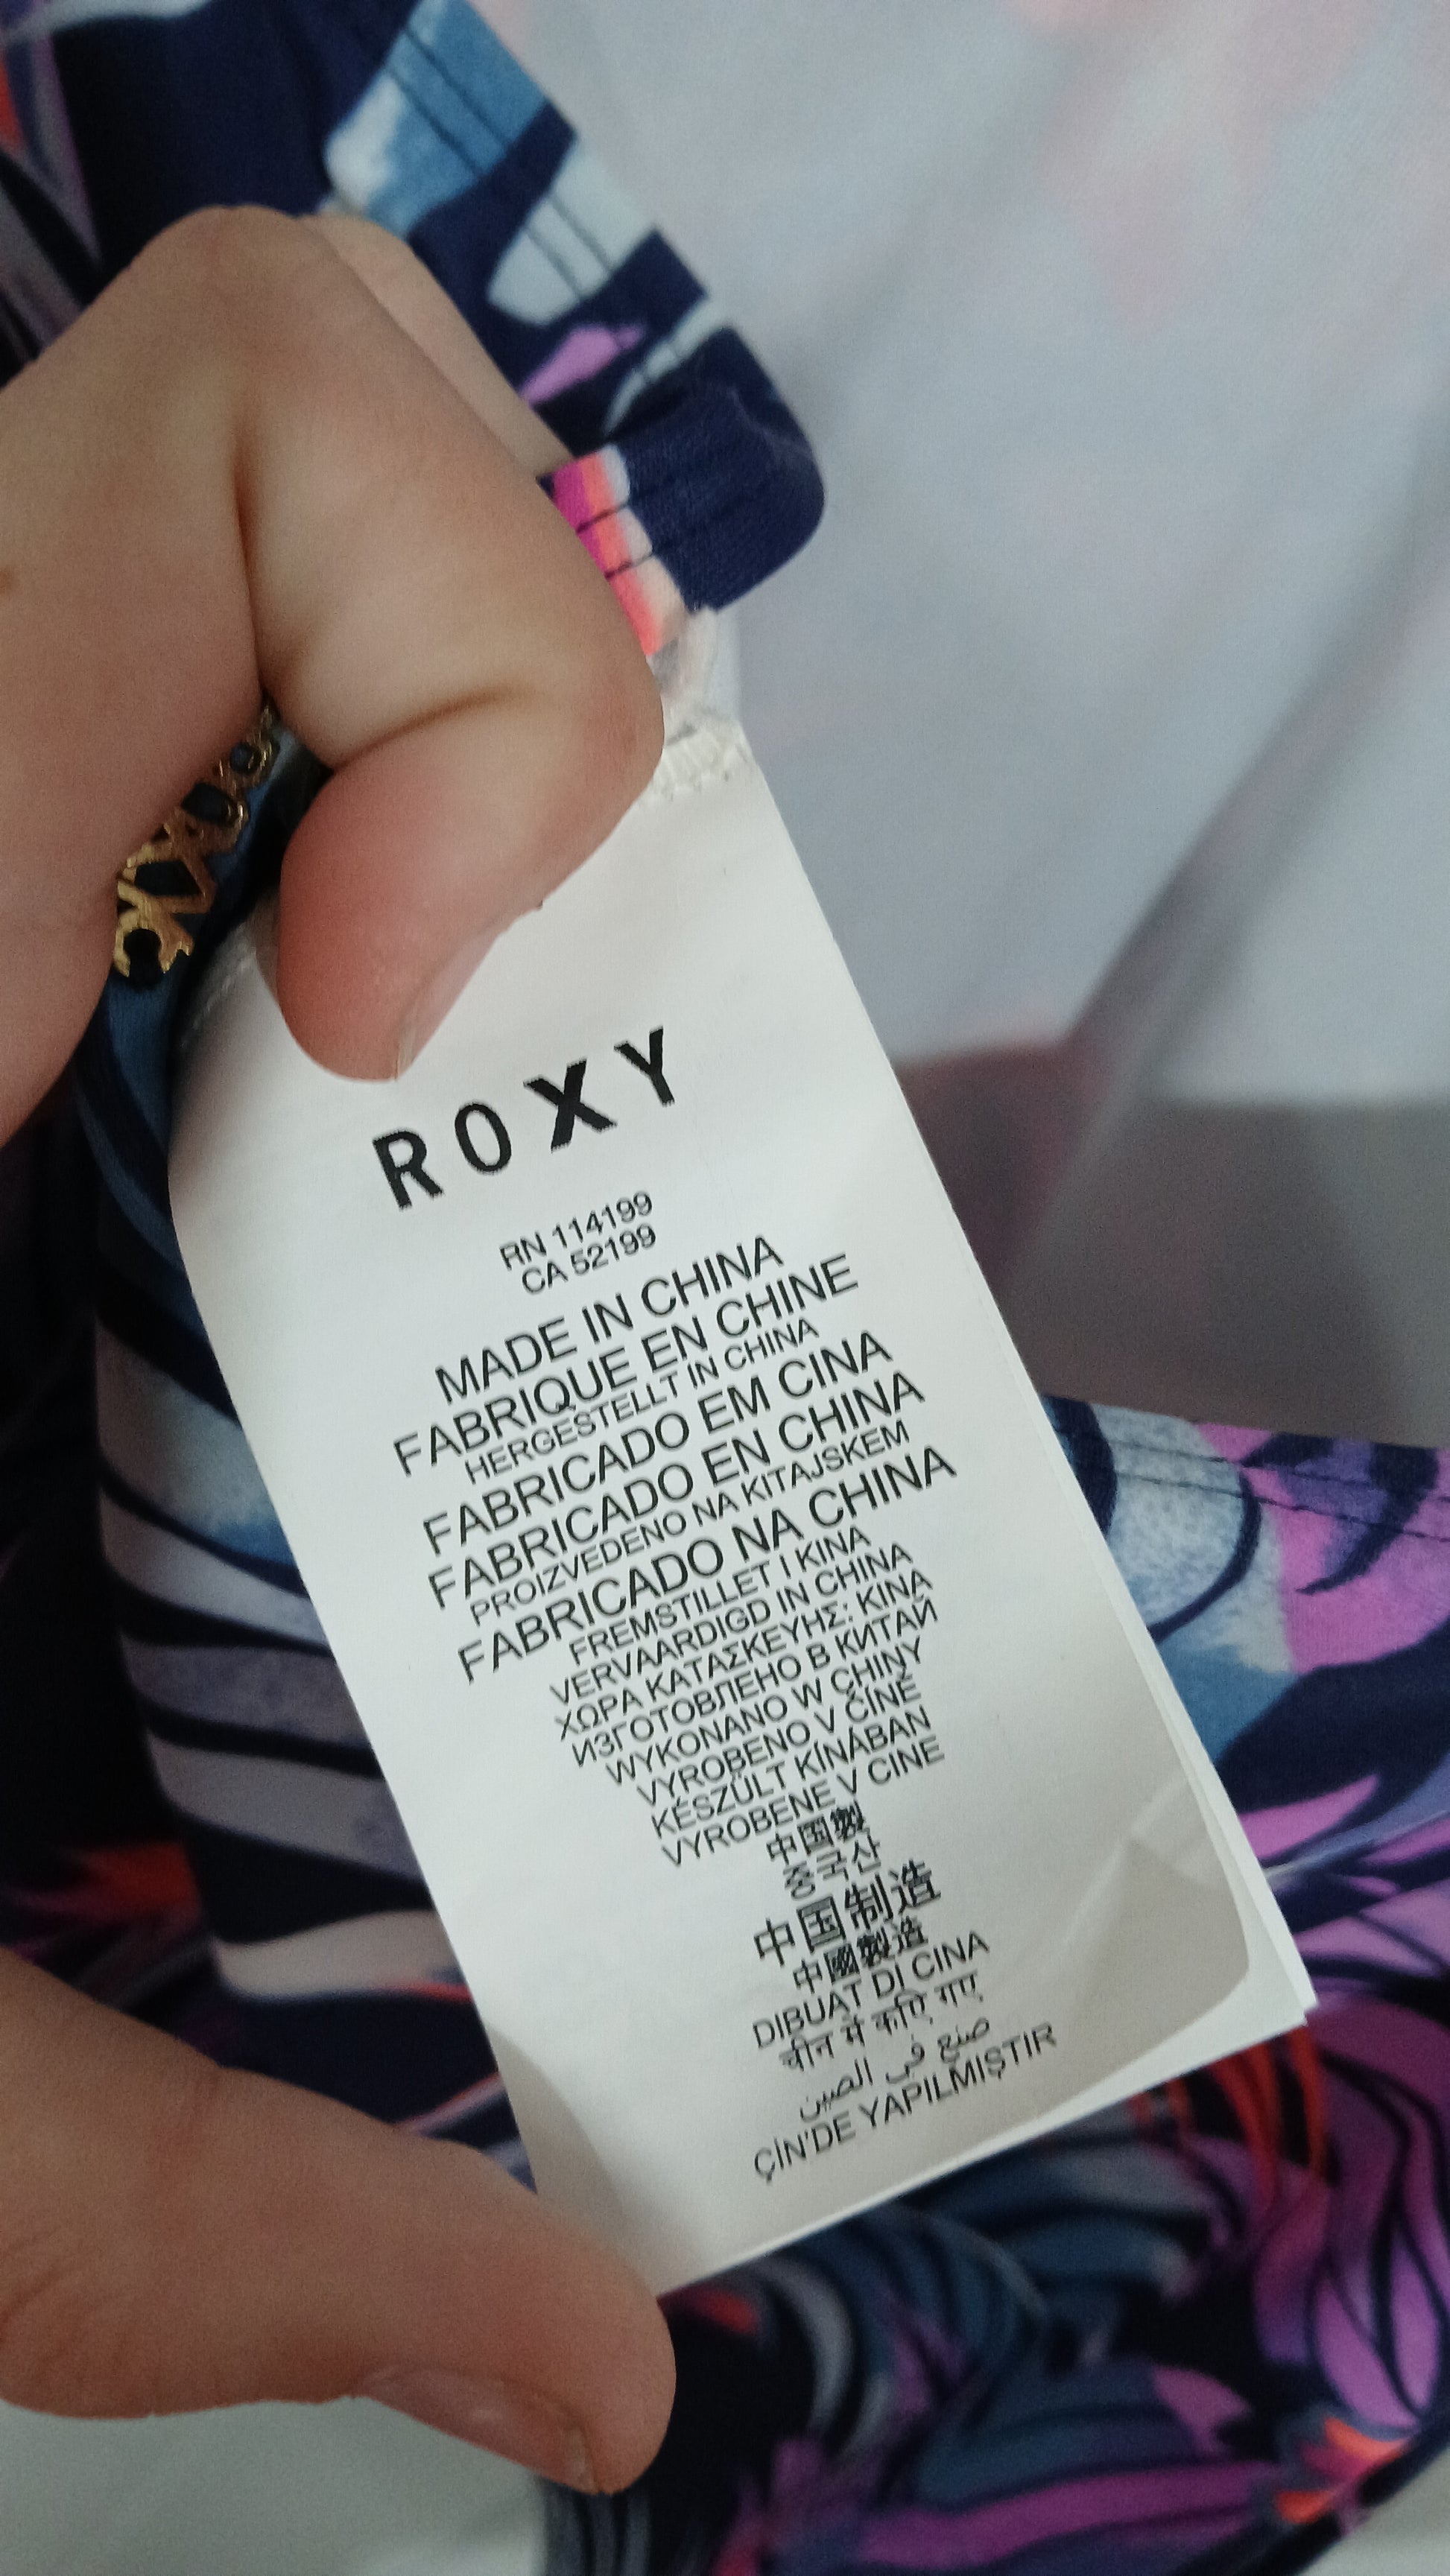 ROXY
RN 114199
CA 52199
MADE IN CHINA
FABRIQUE EN CHINE
HERGESTELLT IN CHINA
FABRICADO EM CINA
FABRICADO EN CHINA
PROIZVEDENO NA KITAJSKEM
FABRICADO NA CHINA
FREMSTILLET I KINA
VERVAARDIGD IN CHINA
ΧΩΡΑ ΚΑΤΑΣΚΕΥΗΣ: ΚΙΝΑ
ИЗГОТОВЛЕНО В КИТАЙ
WYKONANO W CHINY
VYROBENO V ČÍNĚ
KÉSZÜLT KÍNÁBAN
VYROBENE V CINE
中国製
중국산
中国制造
中國製造
DIBUAT DI CINA
चीन में काऐि गए
صنع في الصين
ÇİN'DE YAPILMIŞTIR